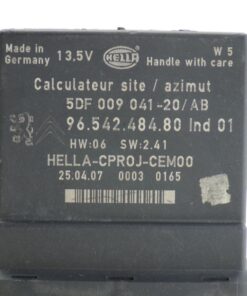 Made in Germany 13.5V HELLA W 5
Handle with care
Calculateur site / azimut
5DF 009 041-20/AB
96.542.484.80 Ind 01
HW:06 SW:2.41
HELLA-CPROJ-CEM00
25.04.07 0003 0165